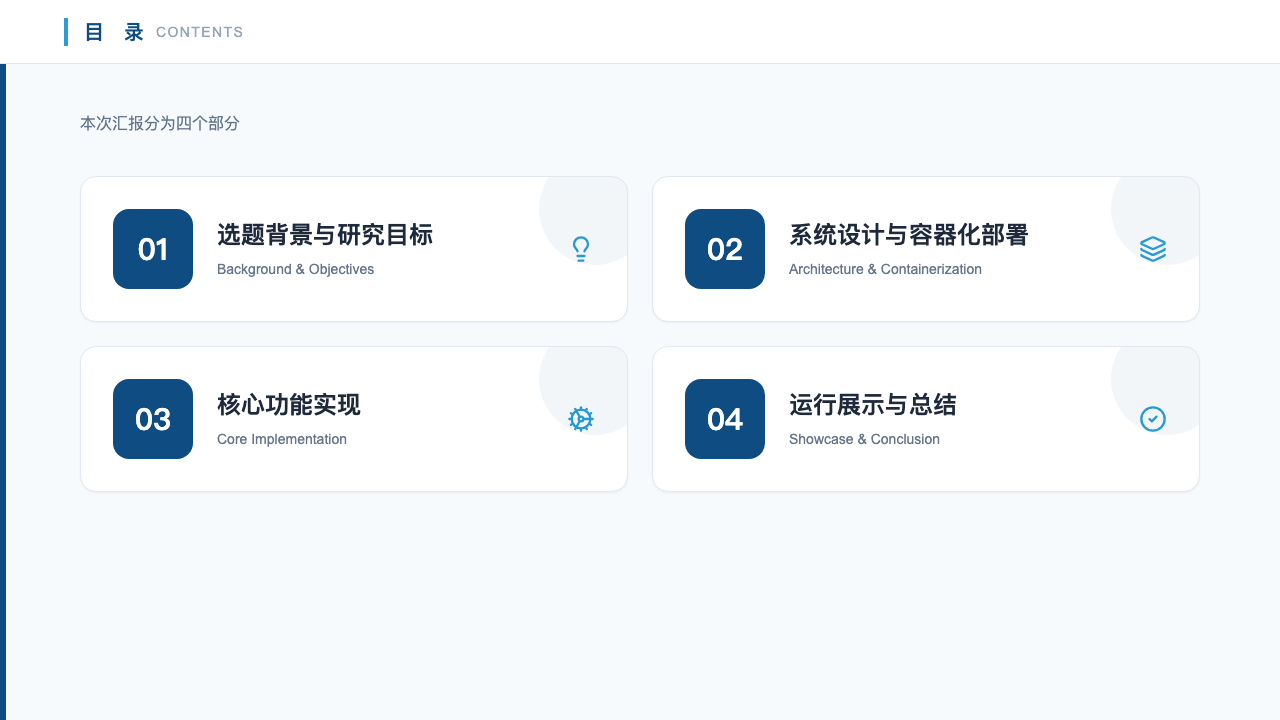 目 录 CONTENTS
本次汇报分为四个部分
01
选题背景与研究目标
Background & Objectives
02
系统设计与容器化部署
Architecture & Containerization
03
核心功能实现
Core Implementation
04
运行展示与总结
Showcase & Conclusion